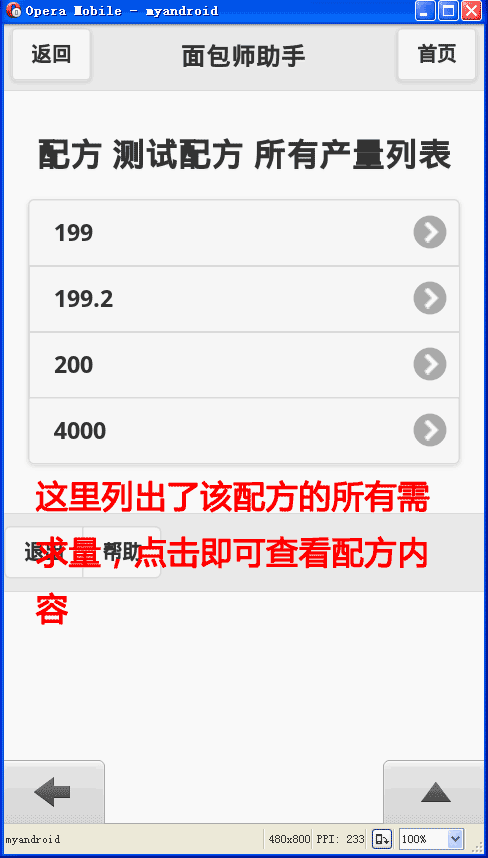 Opera Mobile - myandroid
返回
面包师助手
首页
配方 测试配方 所有产量列表
199
199.2
200
4000
这里列出了该配方的所有需
求量，点击即可查看配方内
容
帮助
myandroid
480x800
PPI: 233
100%